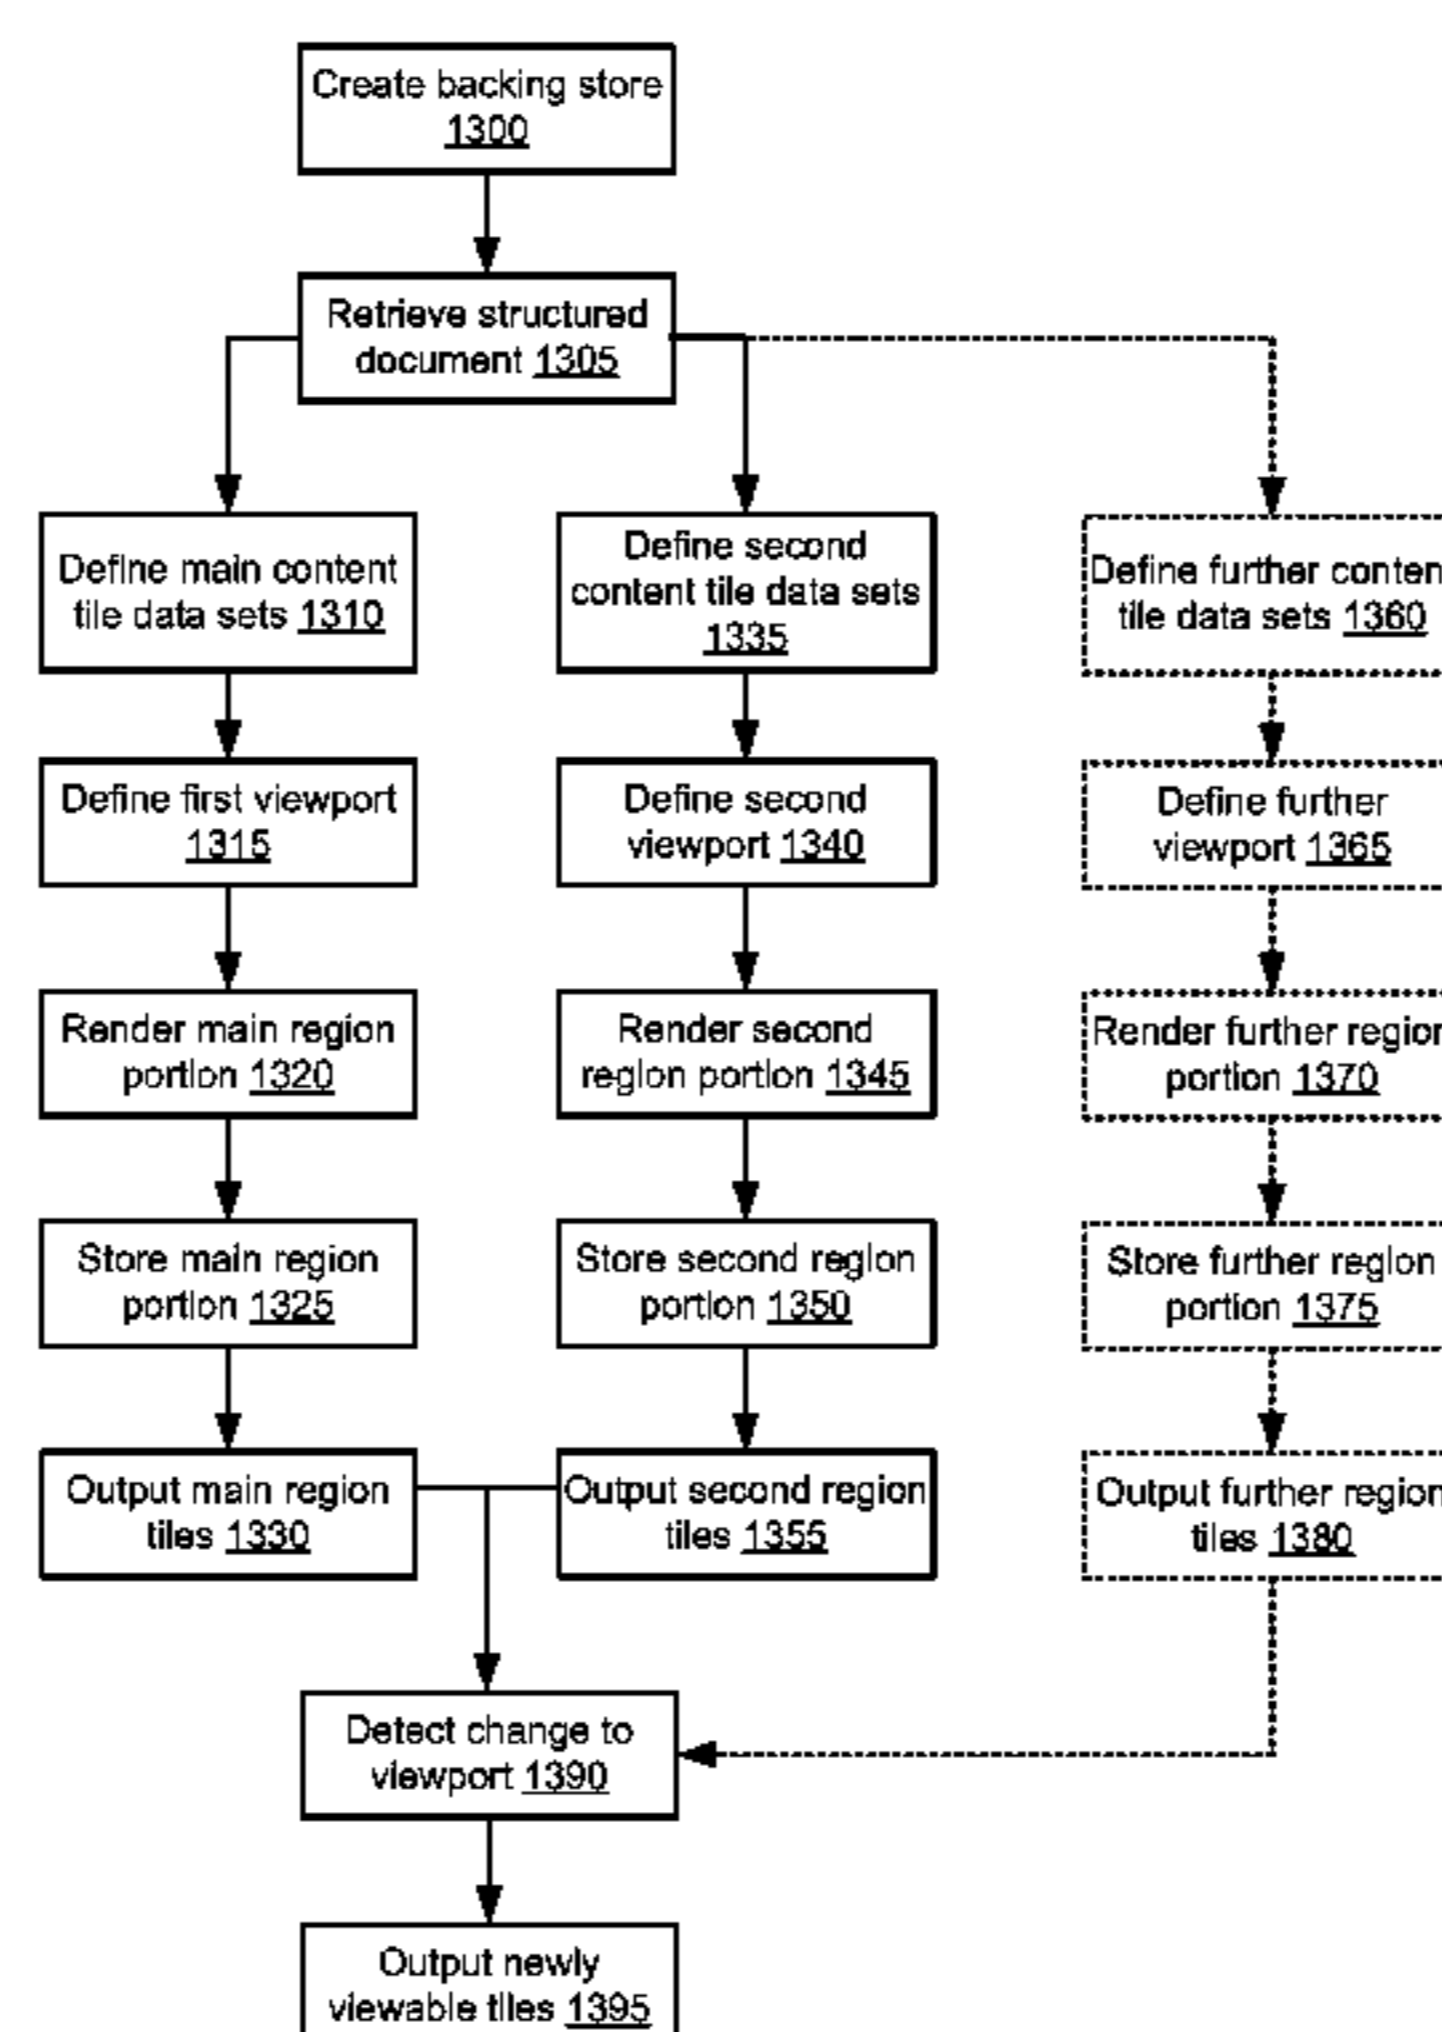 Create backing store
1300
Retrieve structured
document 1305
Define main content
tile data sets 1310
Define first viewport
1315
Render main region
portion 1320
Store main region
portion 1325
Output main region
tiles 1330
Define second
content tile data sets
1335
Define second
viewport 1340
Render second
region portion 1345
Store second region
portion 1350
Output second region
tiles 1355
Define further conten
tile data sets 1360
Define further
viewport 1365
Render further region
portion 1370
Store further region
portion 1375
Output further region
tiles 1380
Detect change to
viewport 1390
Output newly
viewable tiles 1395